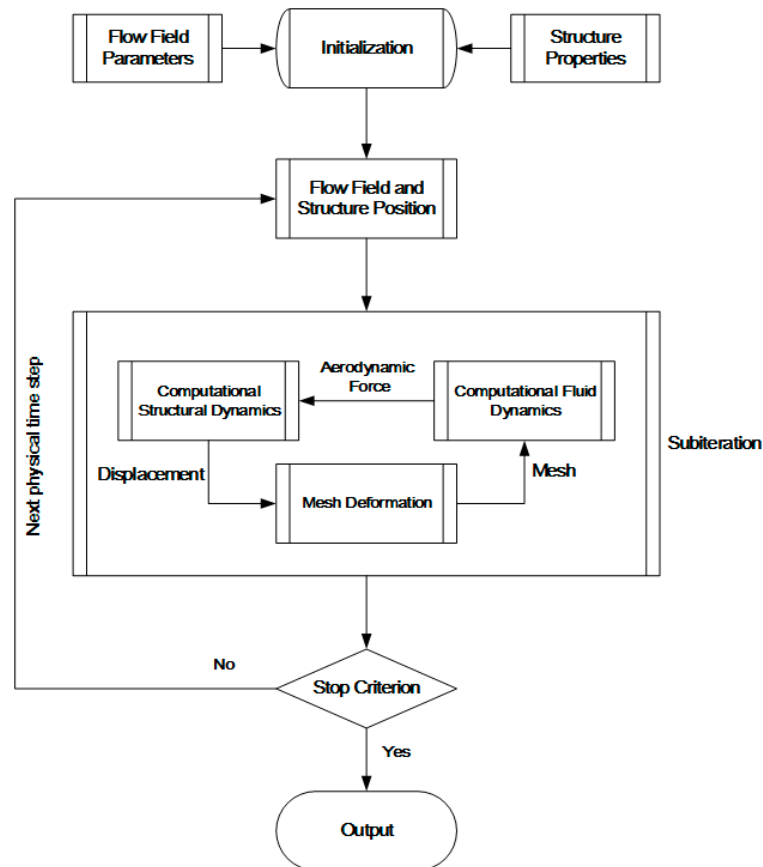 Flow Field
Parameters
Initialization
Structure
Properties
Flow Field and
Structure Position
Next physical time step
Computational
Structural Dynamics
Aerodynamic
Force
Computational Fluid
Dynamics
Subiteration
Displacement
Mesh Deformation
Mesh
No
Stop Criterion
Yes
Output